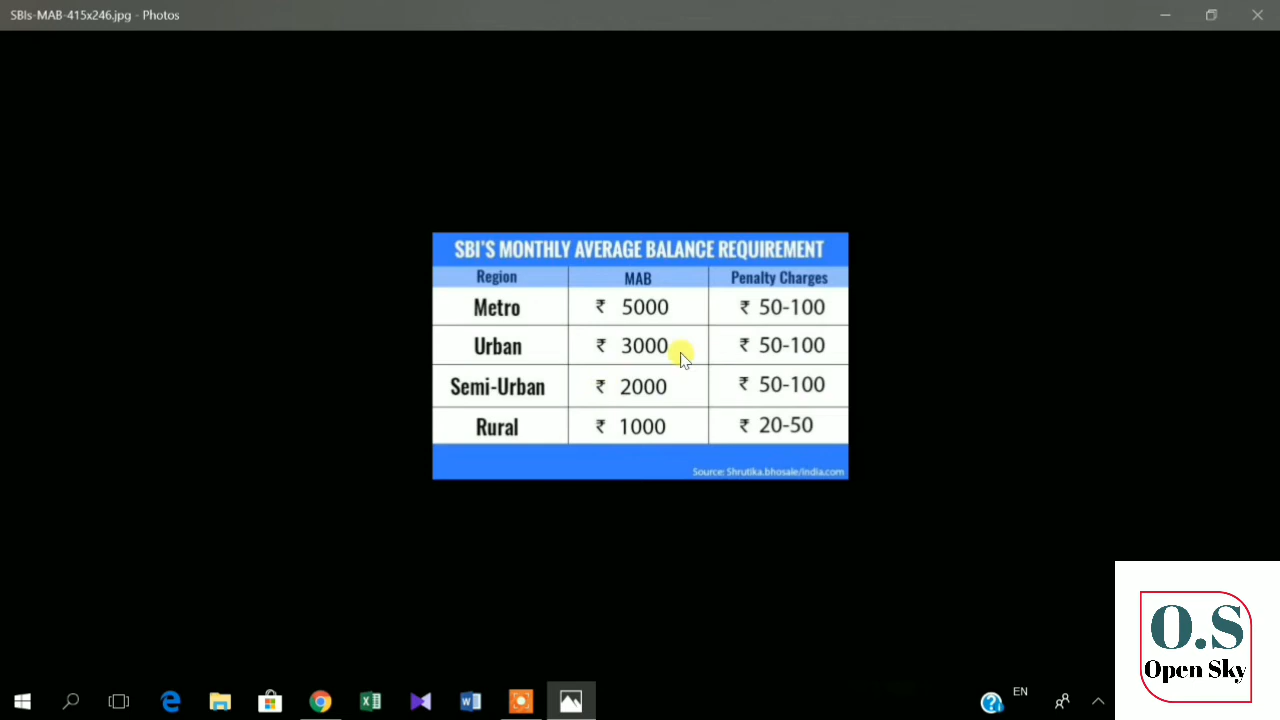 SBIs-MAB-415x246.jpg - Photos
SBI'S MONTHLY AVERAGE BALANCE REQUIREMENT
Region MAB Penalty Charges
Metro ₹ 5000 ₹ 50-100
Urban ₹ 3000 ₹ 50-100
Semi-Urban ₹ 2000 ₹ 50-100
Rural ₹ 1000 ₹ 20-50
Source: Shrutika.bhosale/india.com
O.S
Open Sky
EN